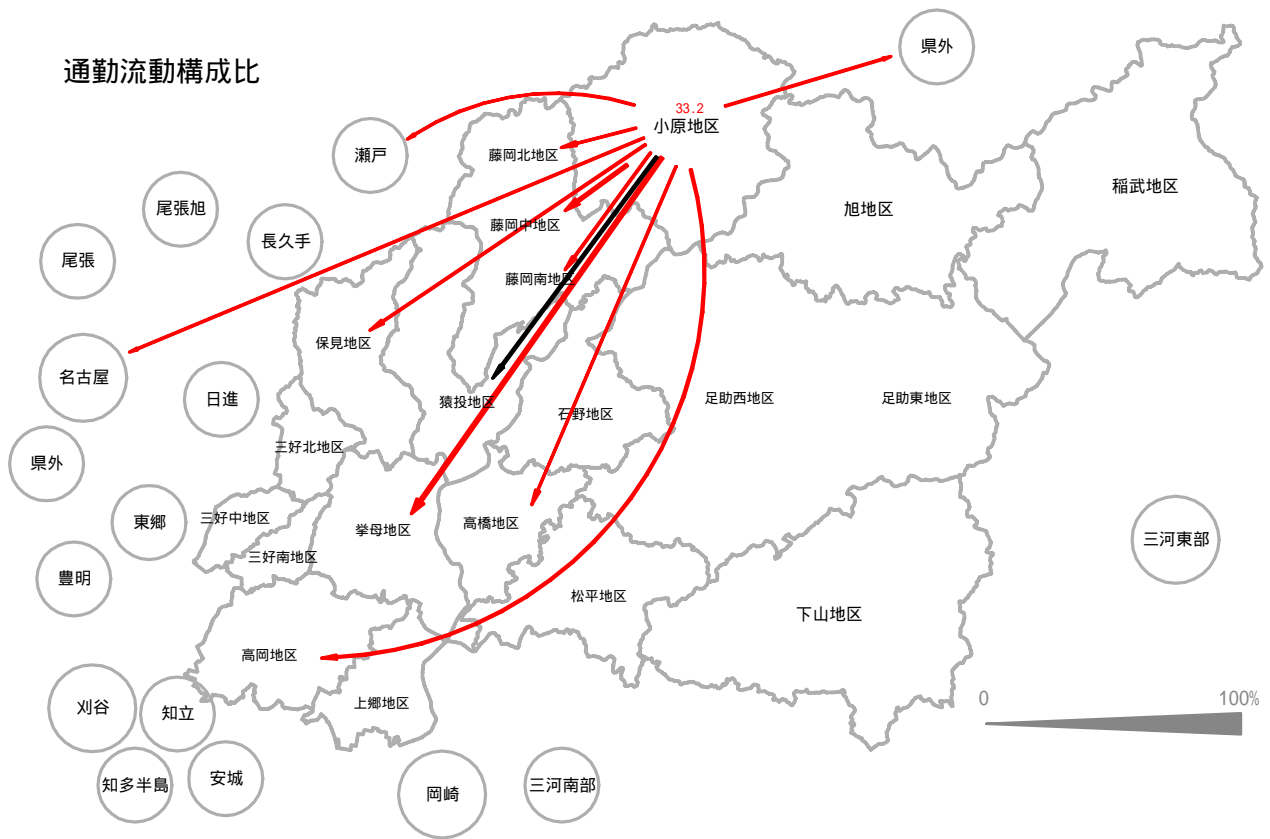 通勤流動構成比
県外
33.2
小原地区
瀬戸
藤岡北地区
稲武地区
尾張旭
旭地区
藤岡中地区
長久手
尾張
藤岡南地区
保見地区
名古屋
日進
猿投地区
石野地区
足助西地区
足助東地区
三好北地区
県外
東郷
三好中地区
挙母地区
高橋地区
三河東部
三好南地区
豊明
松平地区
下山地区
高岡地区
上郷地区
0
100%
刈谷
知立
知多半島
安城
岡崎
三河南部